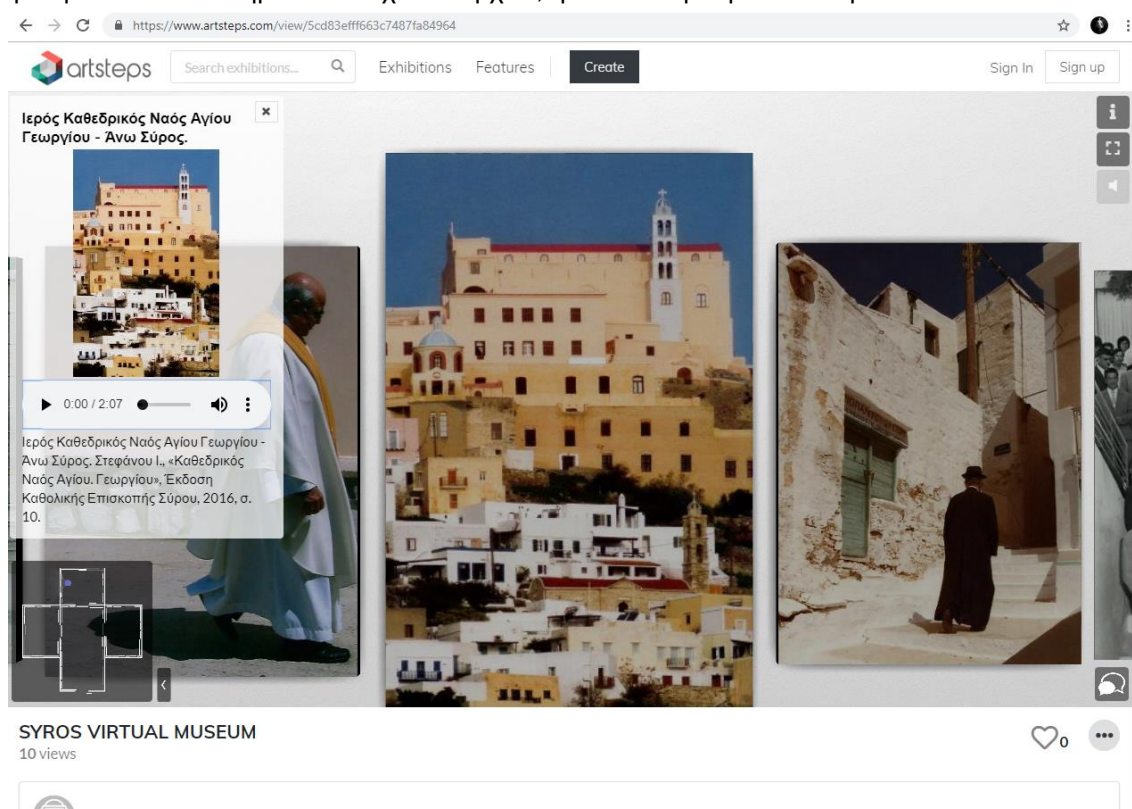 https://www.artsteps.com/view/5cd83efff663c7487fa84964
artsteps
Search exhibitions...
Exhibitions
Features
Create
Sign In
Sign up
Ιερός Καθεδρικός Ναός Αγίου
Γεωργίου - Άνω Σύρος.
0:00 / 2:07
Ιερός Καθεδρικός Ναός Αγίου Γεωργίου -
Άνω Σύρος. Στεφάνου Ι., «Καθεδρικός
Ναός Αγίου. Γεωργίου», Έκδοση
Καθολικής Επισκοπής Σύρου, 2016, σ.
10.
SYROS VIRTUAL MUSEUM
10 views
0